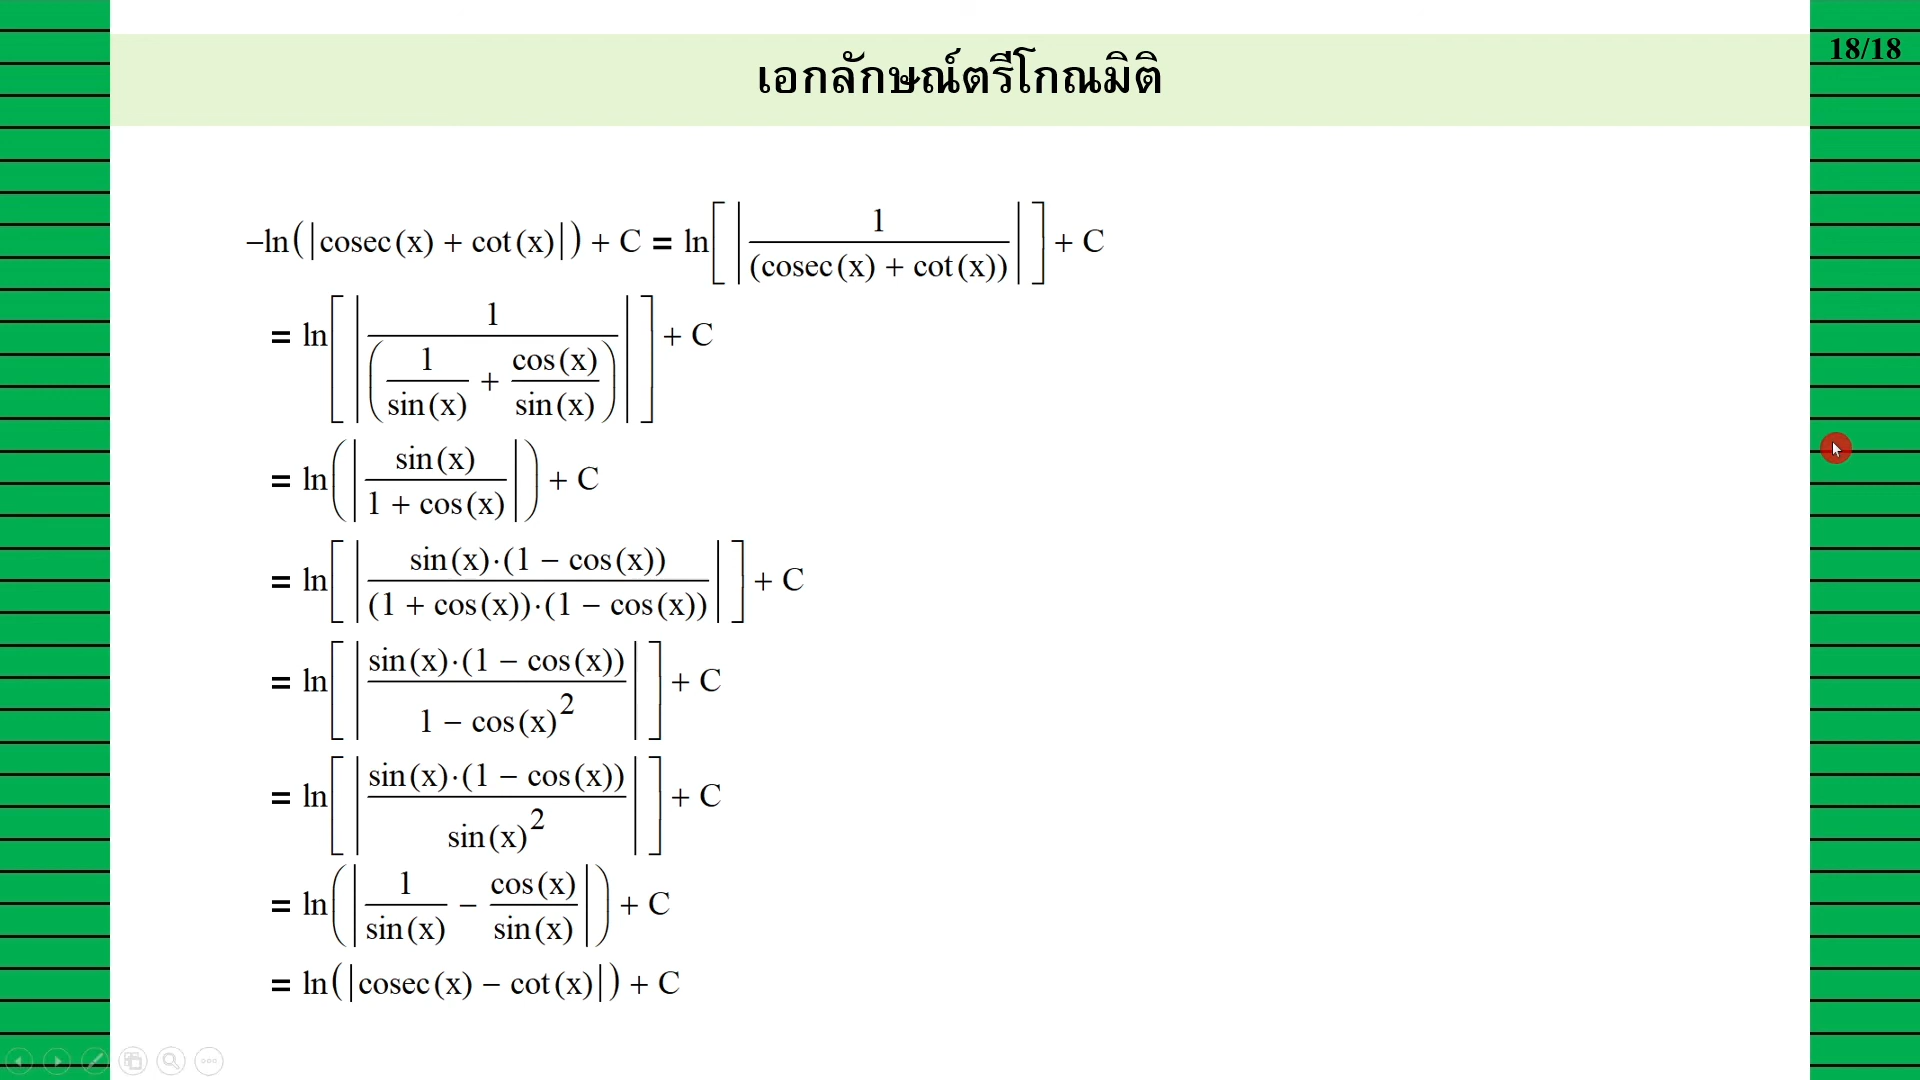 เอกลักษณ์ตรีโกณมิติ
18/18
−ln(|cosec(x) + cot(x)|) + C = ln[ | 1 / (cosec(x) + cot(x)) | ] + C
= ln[ | 1 / ( 1/sin(x) + cos(x)/sin(x) ) | ] + C
= ln( | sin(x) / 1 + cos(x) | ) + C
= ln[ | sin(x)·(1 − cos(x)) / (1 + cos(x))·(1 − cos(x)) | ] + C
= ln[ | sin(x)·(1 − cos(x)) / 1 − cos(x)² | ] + C
= ln[ | sin(x)·(1 − cos(x)) / sin(x)² | ] + C
= ln( | 1/sin(x) − cos(x)/sin(x) | ) + C
= ln(|cosec(x) − cot(x)|) + C